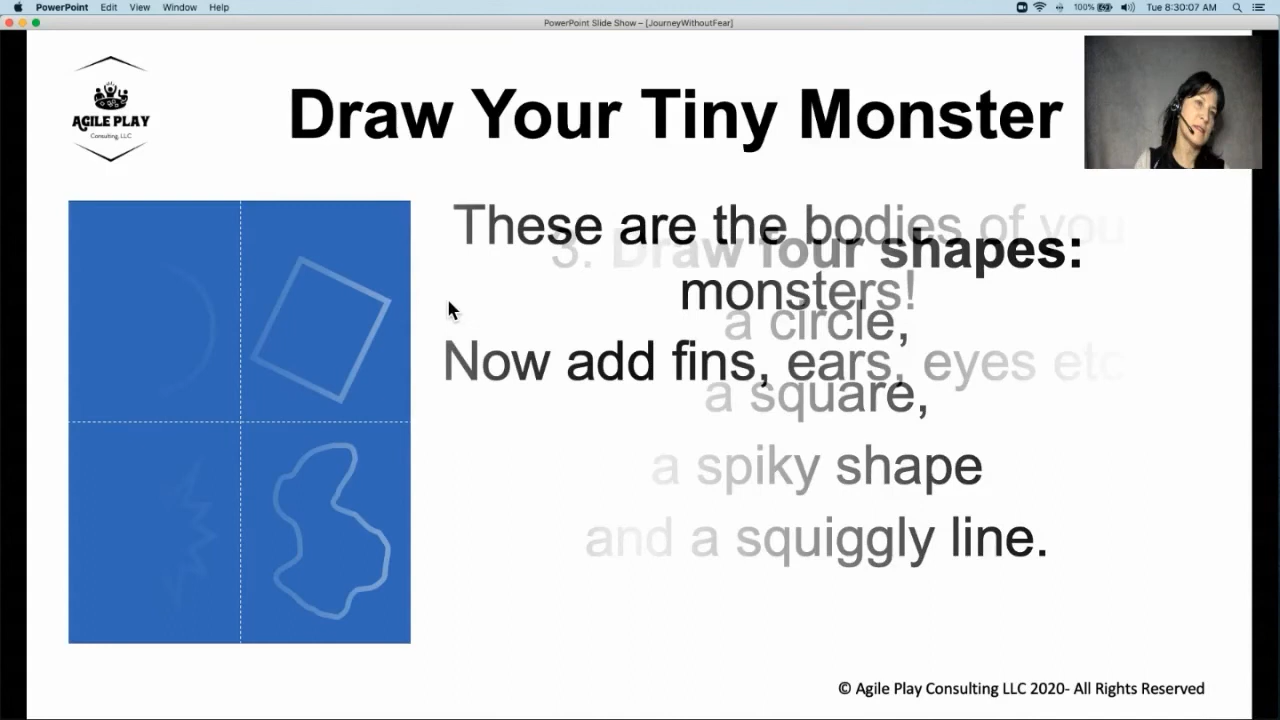 PowerPoint Edit View Window Help
100% Tue 8:30:07 AM
PowerPoint Slide Show – [JourneyWithoutFear]
AGILE PLAY
Consulting, LLC
Draw Your Tiny Monster
These are the bodies of you
3. Draw four shapes:
monsters!
a circle,
Now add fins, ears, eyes etc
a square,
a spiky shape
and a squiggly line.
© Agile Play Consulting LLC 2020- All Rights Reserved